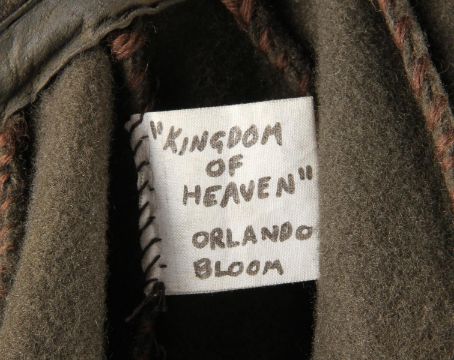 "KINGDOM
OF
HEAVEN"
ORLANDO
BLOOM